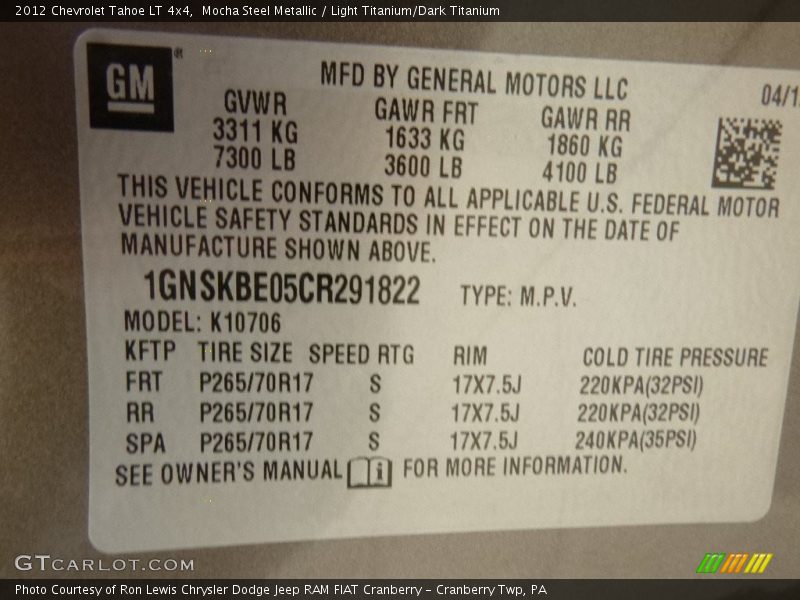 2012 Chevrolet Tahoe LT 4x4, Mocha Steel Metallic / Light Titanium/Dark Titanium
GM ®
MFD BY GENERAL MOTORS LLC
04/1
GVWR GAWR FRT GAWR RR
3311 KG 1633 KG 1860 KG
7300 LB 3600 LB 4100 LB
THIS VEHICLE CONFORMS TO ALL APPLICABLE U.S. FEDERAL MOTOR
VEHICLE SAFETY STANDARDS IN EFFECT ON THE DATE OF
MANUFACTURE SHOWN ABOVE.
1GNSKBE05CR291822 TYPE: M.P.V.
MODEL: K10706
KFTP TIRE SIZE SPEED RTG RIM COLD TIRE PRESSURE
FRT P265/70R17 S 17X7.5J 220KPA(32PSI)
RR P265/70R17 S 17X7.5J 220KPA(32PSI)
SPA P265/70R17 S 17X7.5J 240KPA(35PSI)
SEE OWNER'S MANUAL i FOR MORE INFORMATION.
GTCARLOT.COM
Photo Courtesy of Ron Lewis Chrysler Dodge Jeep RAM FIAT Cranberry – Cranberry Twp, PA